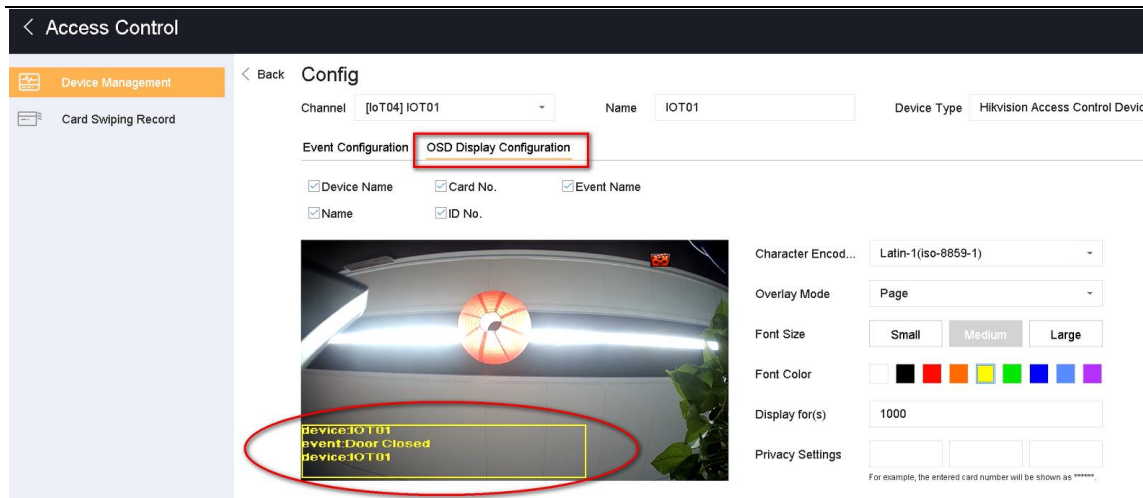 Access Control
Device Management
Card Swiping Record
Back Config
Channel [IoT04] IOT01 Name IOT01 Device Type Hikvision Access Control Devic
Event Configuration OSD Display Configuration
Device Name Card No. Event Name
Name ID No.
Character Encod... Latin-1(iso-8859-1)
Overlay Mode Page
Font Size Small Medium Large
Font Color
Display for(s) 1000
Privacy Settings
For example, the entered card number will be shown as ******.
device:IOT01
event:Door Closed
device:IOT01